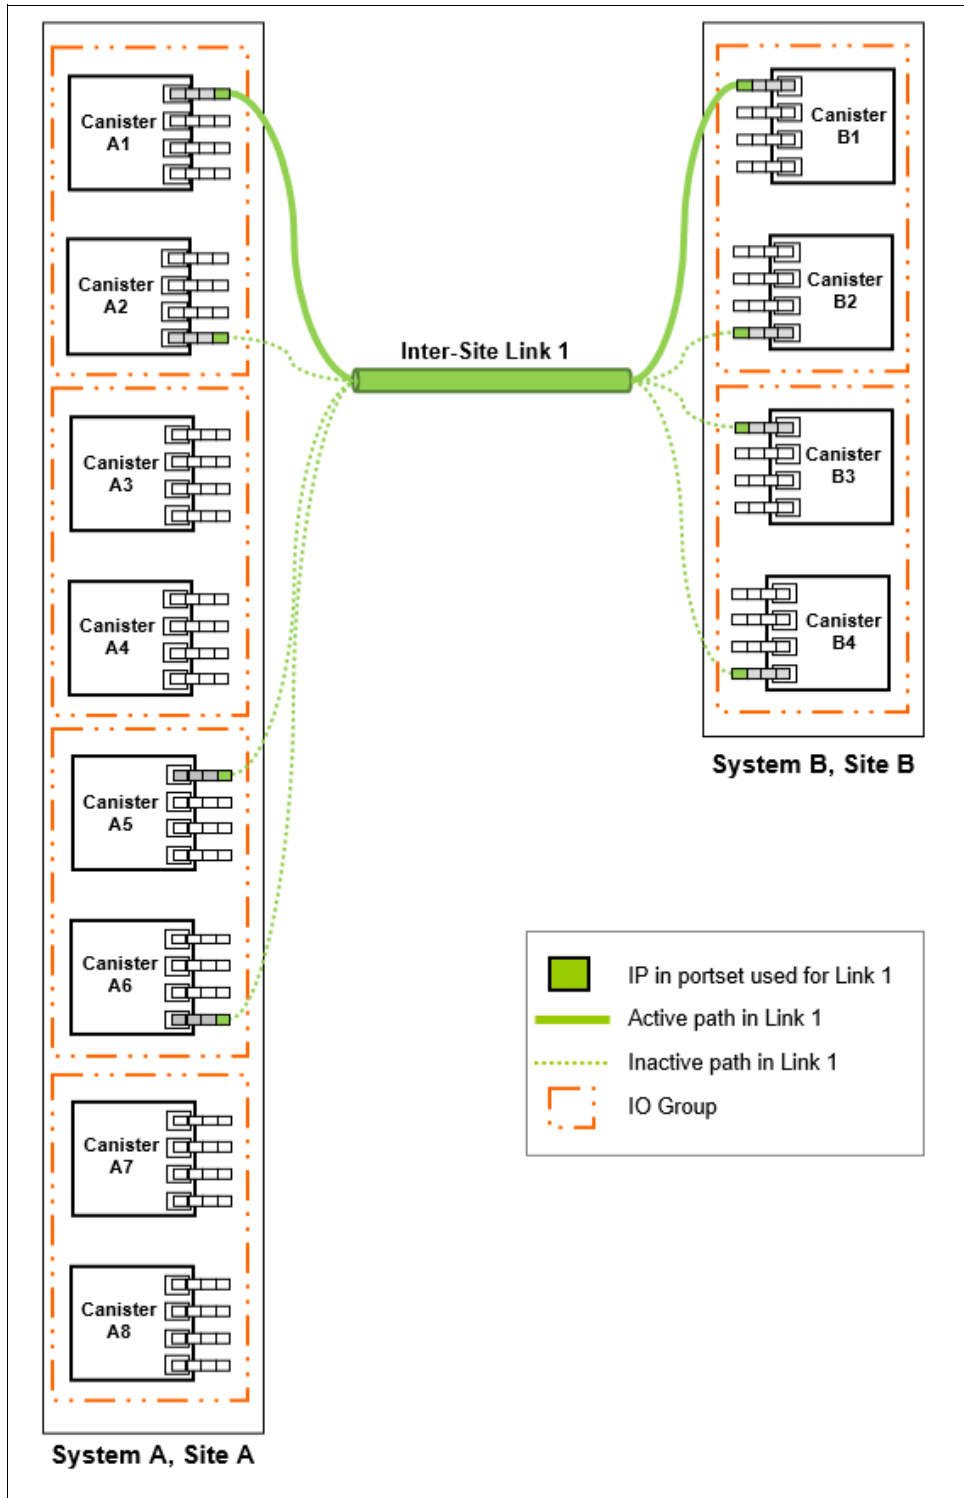 Canister
A1
Canister
A2
Canister
A3
Canister
A4
Canister
A5
Canister
A6
Canister
A7
Canister
A8
System A, Site A
Inter-Site Link 1
Canister
B1
Canister
B2
Canister
B3
Canister
B4
System B, Site B
IP in portset used for Link 1
Active path in Link 1
Inactive path in Link 1
IO Group